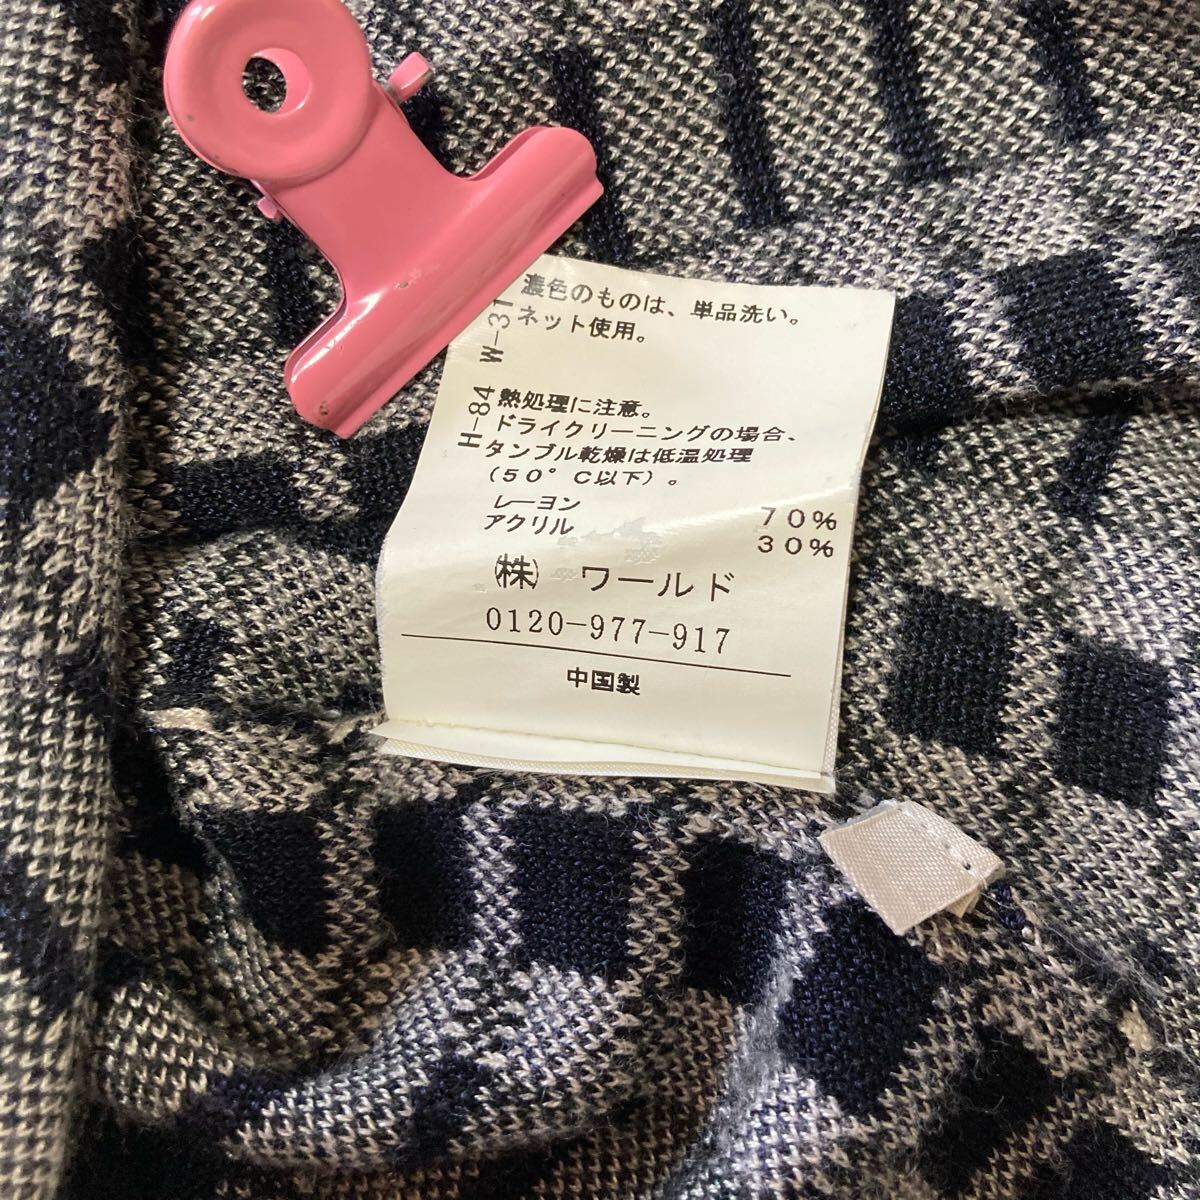 濃色のものは、単品洗い。
ネット使用。
熱処理に注意。
ドライクリーニングの場合、
タンブル乾燥は低温処理
(50°C以下)。
レーヨン 70%
アクリル 30%
(株) ワールド
0120-977-917
中国製
H-84 W-31